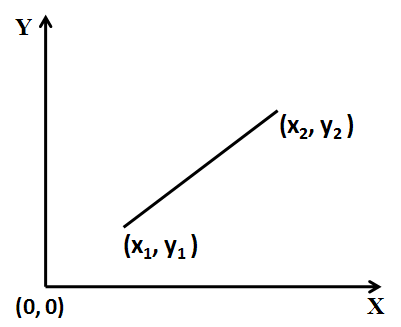 Y
(x₂, y₂ )
(x₁, y₁ )
(0, 0)
X